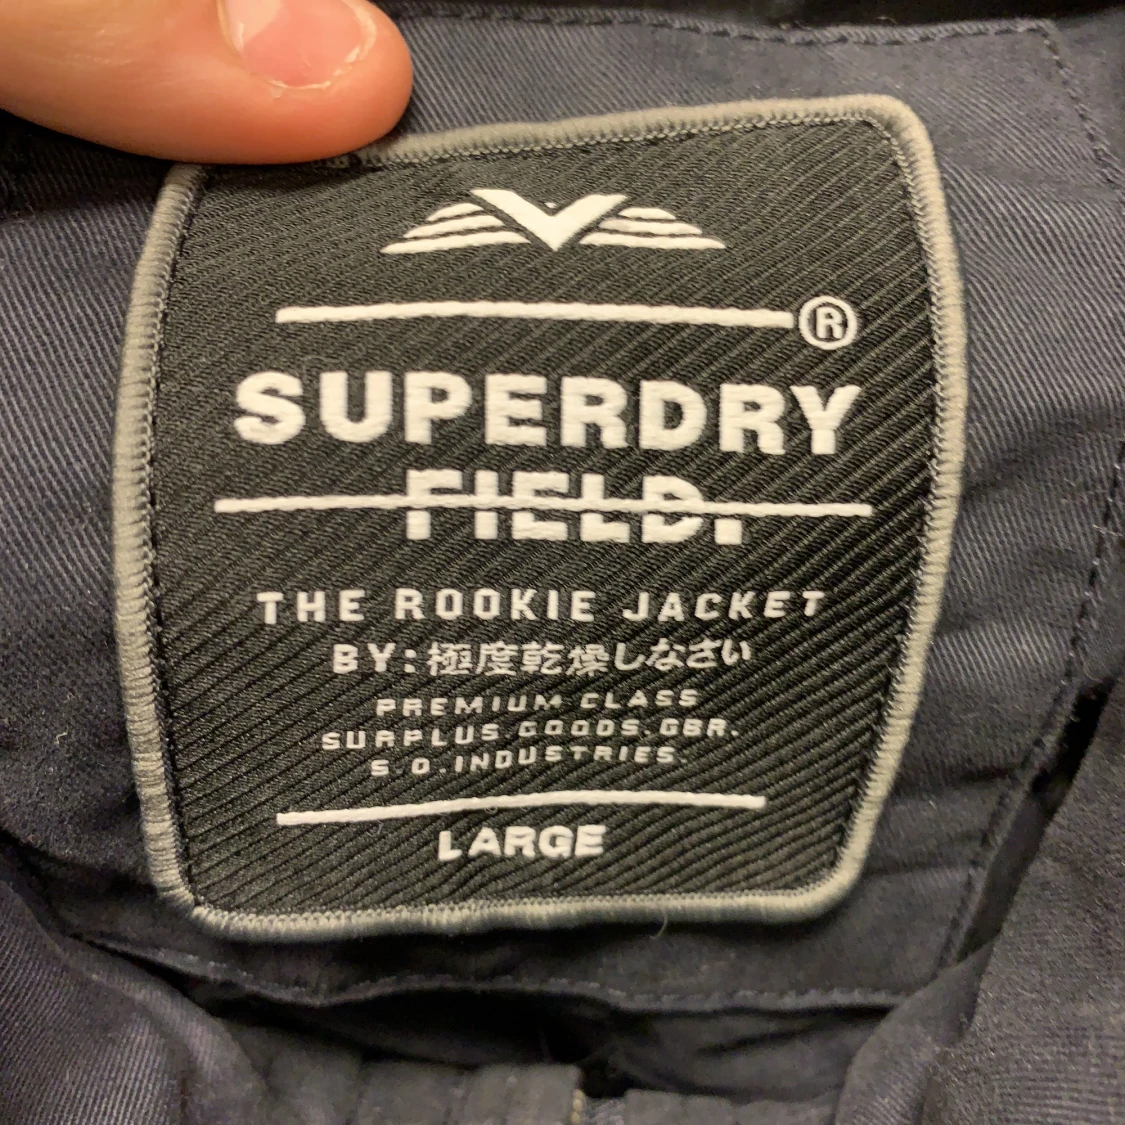 ®
SUPERDRY
FIELD.
THE ROOKIE JACKET
BY:極度乾燥しなさい
PREMIUM CLASS
SURPLUS.GOODS.GBR.
S.D.INDUSTRIES.
LARGE